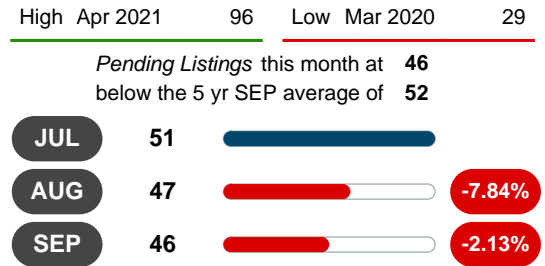 High Apr 2021 96 Low Mar 2020 29
Pending Listings this month at 46
below the 5 yr SEP average of 52
JUL 51
AUG 47 -7.84%
SEP 46 -2.13%